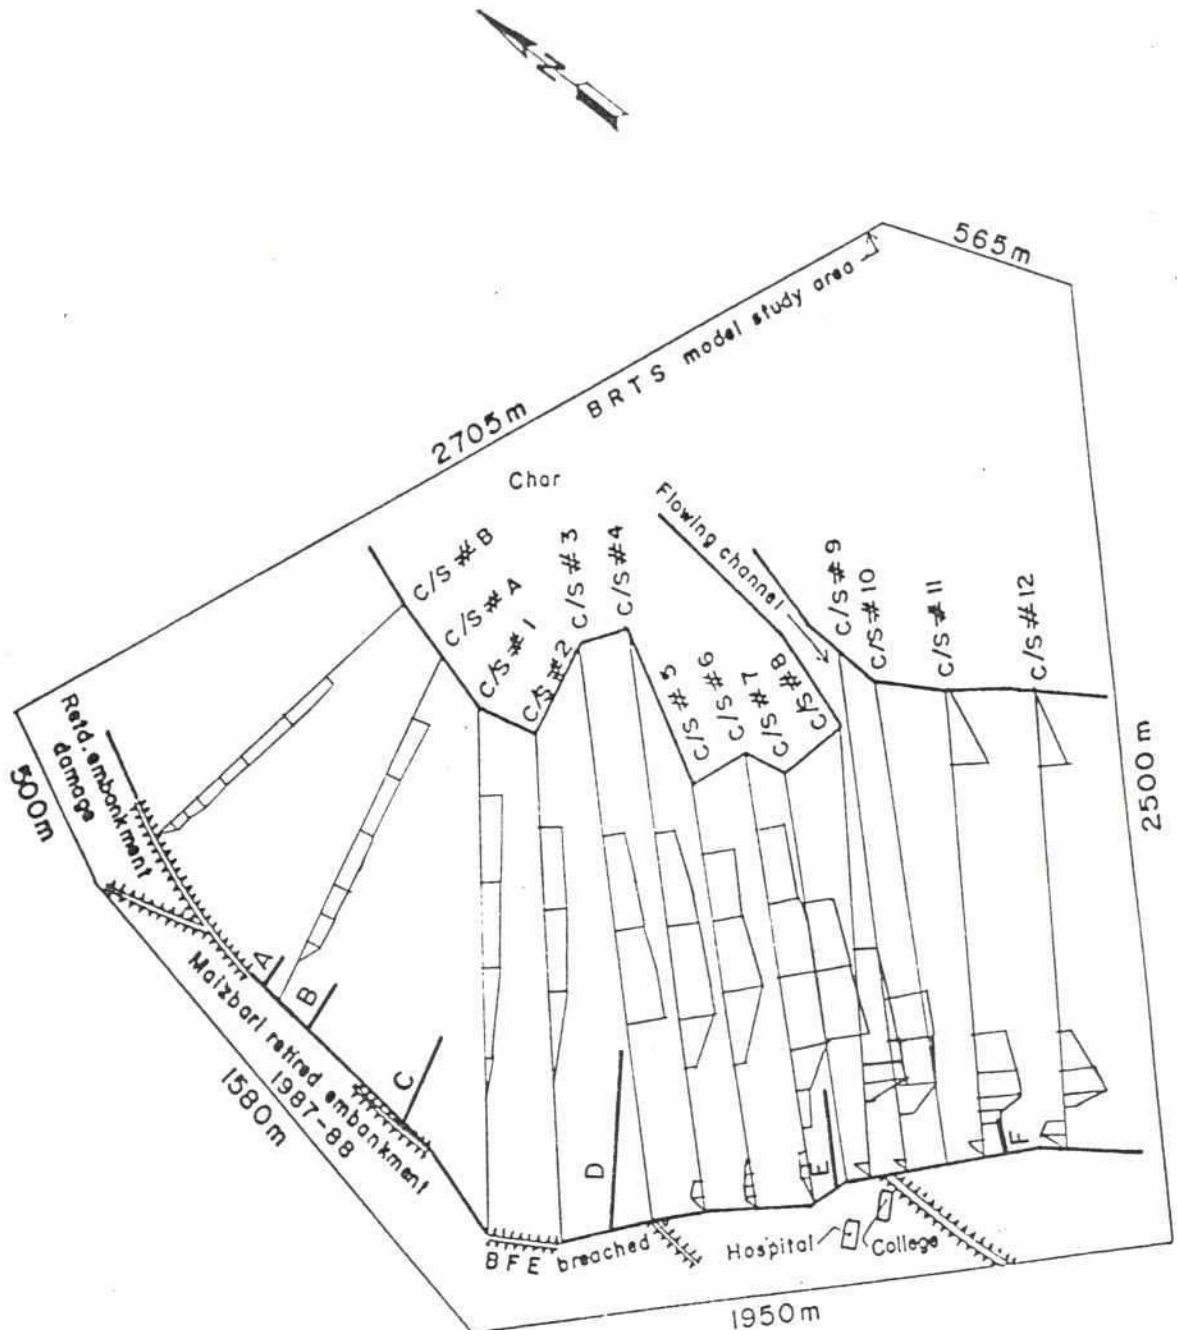 N
565m
BRTS model study area
2705m
Char
Flowing channel
C/S # B
C/S # A
C/S # 1
C/S # 2
C/S # 3
C/S # 4
C/S # 5
C/S # 6
C/S # 7
C/S # 8
C/S # 9
C/S # 10
C/S # 11
C/S # 12
2500m
Retd. embankment
damage
500m
A
B
C
D
E
F
Maizbari retired embankment
1987-88
1580m
BFE breached
Hospital
College
1950m